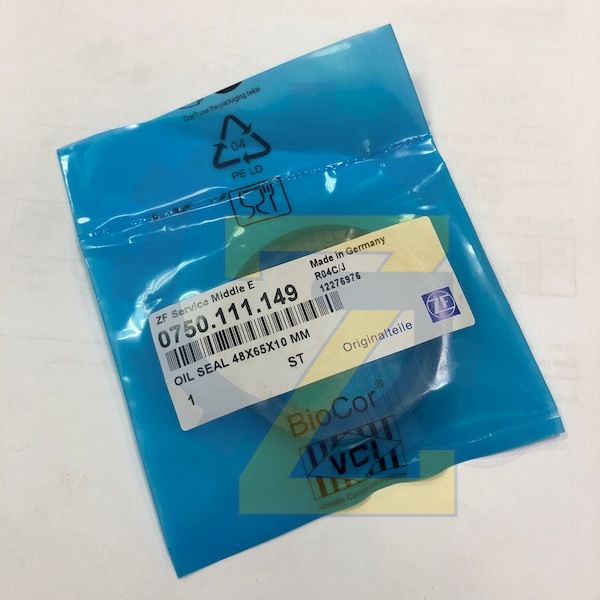 Don't use the packaging twice
04
PE LD
ZF Service Middle E
Made in Germany
0750.111.149
R04C/J
12276976
OIL SEAL 48X65X10 MM
1
ST
Originalteile
ZF
BioCor®
VCI
Z